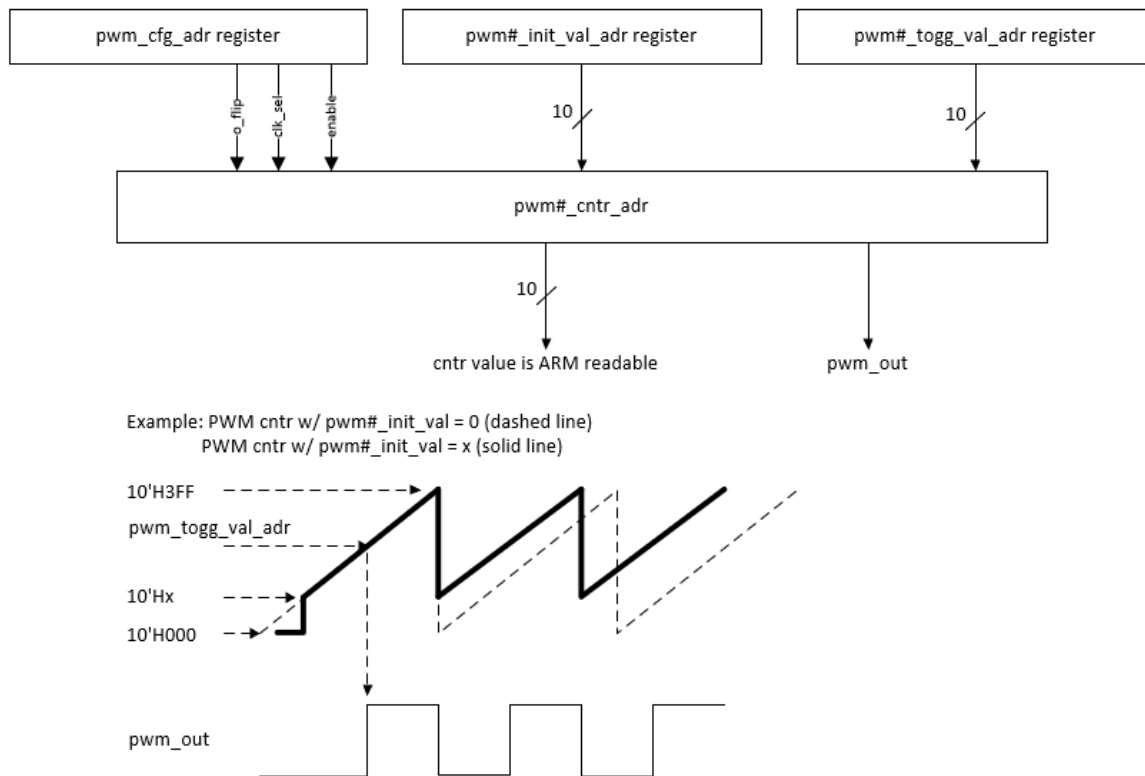 pwm_cfg_adr register
pwm#_init_val_adr register
pwm#_togg_val_adr register
o_flip
clk_sel
enable
10
10
pwm#_cntr_adr
10
cntr value is ARM readable
pwm_out
Example: PWM cntr w/ pwm#_init_val = 0 (dashed line)
PWM cntr w/ pwm#_init_val = x (solid line)
10'H3FF
pwm_togg_val_adr
10'Hx
10'H000
pwm_out